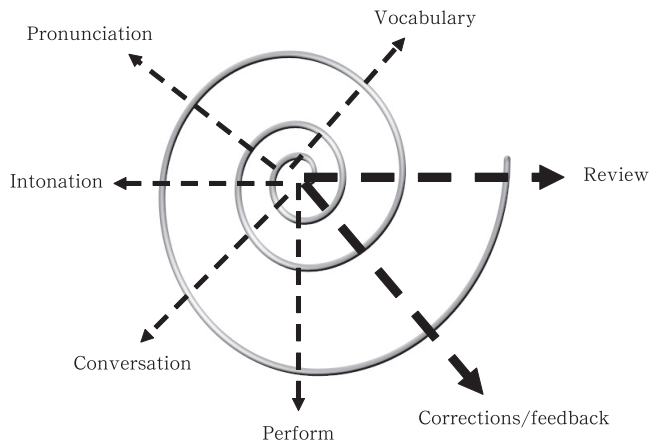 Vocabulary
Pronunciation
Intonation
Review
Conversation
Corrections/feedback
Perform